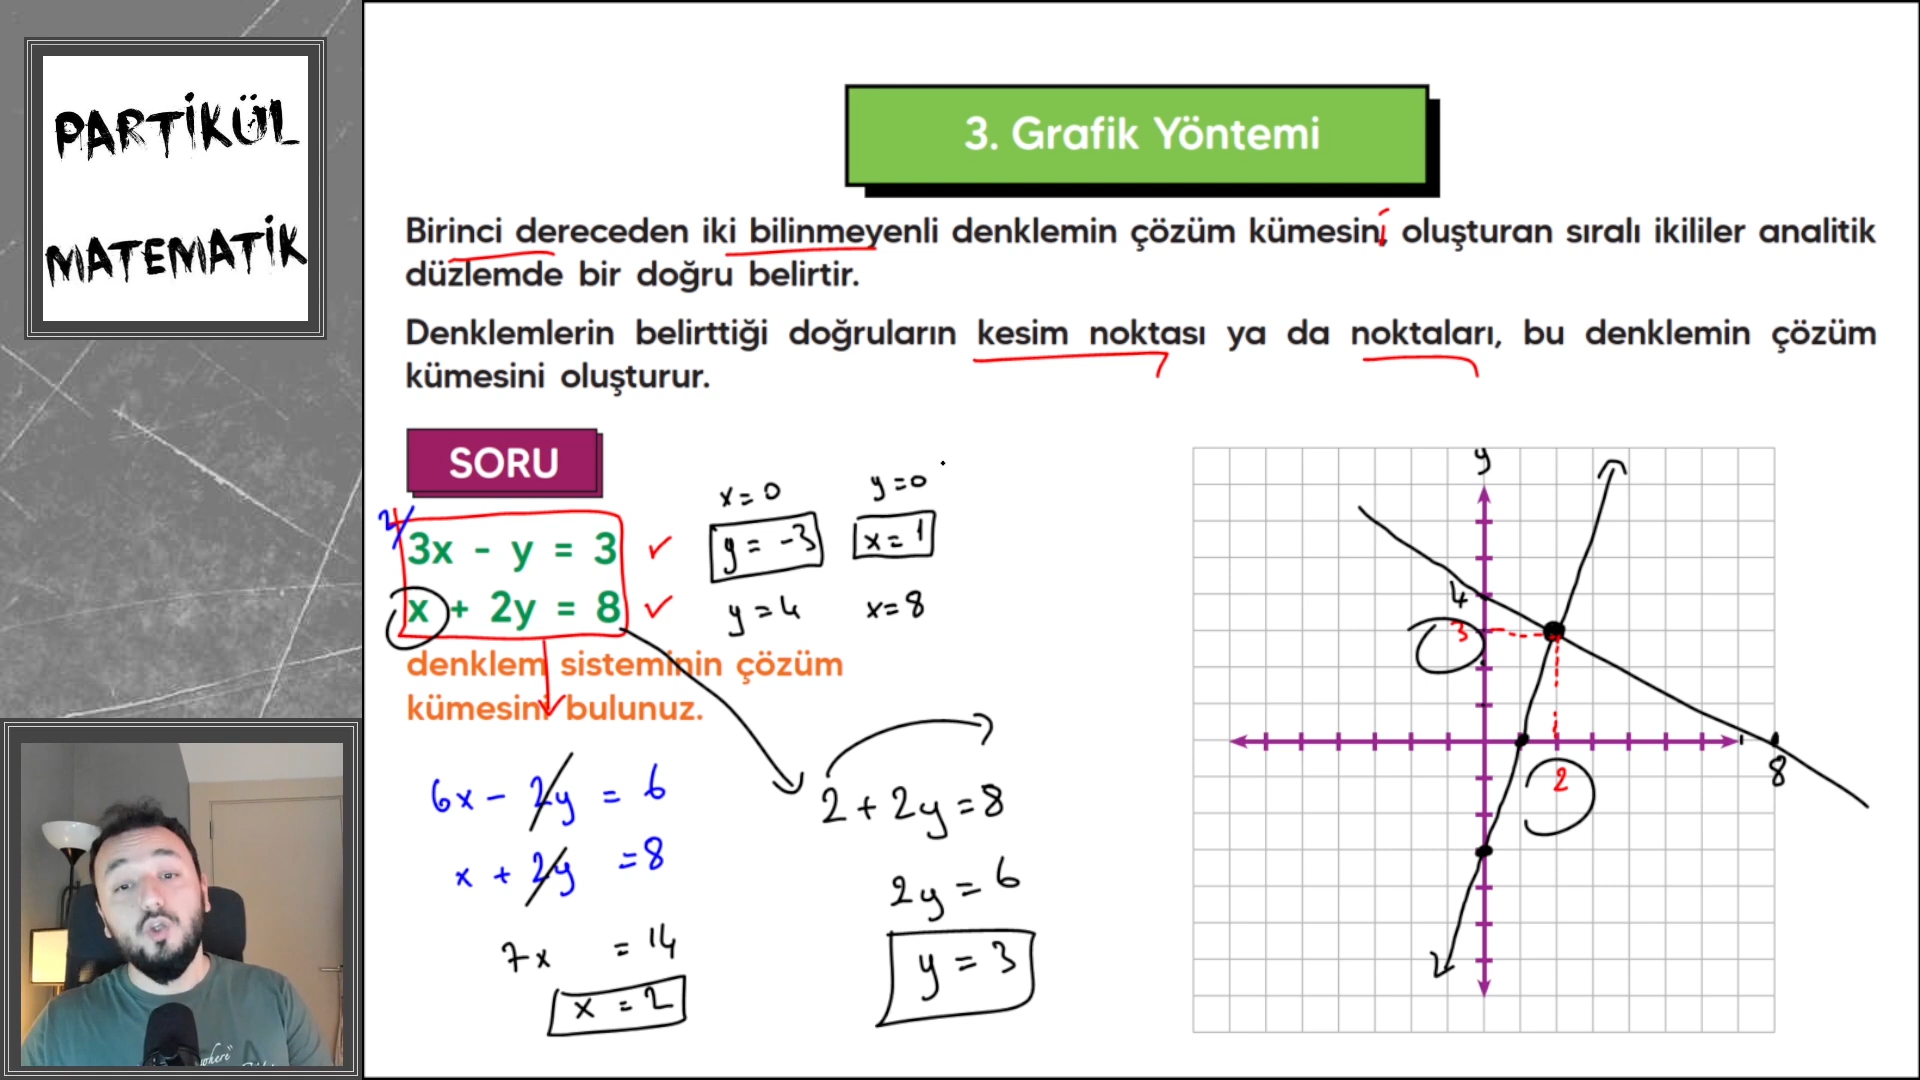 PARTİKÜL
MATEMATİK
3. Grafik Yöntemi
Birinci dereceden iki bilinmeyenli denklemin çözüm kümesini oluşturan sıralı ikililer analitik
düzlemde bir doğru belirtir.
Denklemlerin belirttiği doğruların kesim noktası ya da noktaları, bu denklemin çözüm
kümesini oluşturur.
SORU
x = 0
y = 0
y = -3
x = 1
2/
3x - y = 3
x + 2y = 8
y = 4
x = 8
denklem sisteminin çözüm
kümesini bulunuz.
6x - 2y = 6
x + 2y = 8
7x = 14
x = 2
2 + 2y = 8
2y = 6
y = 3
y
4
3
2
8